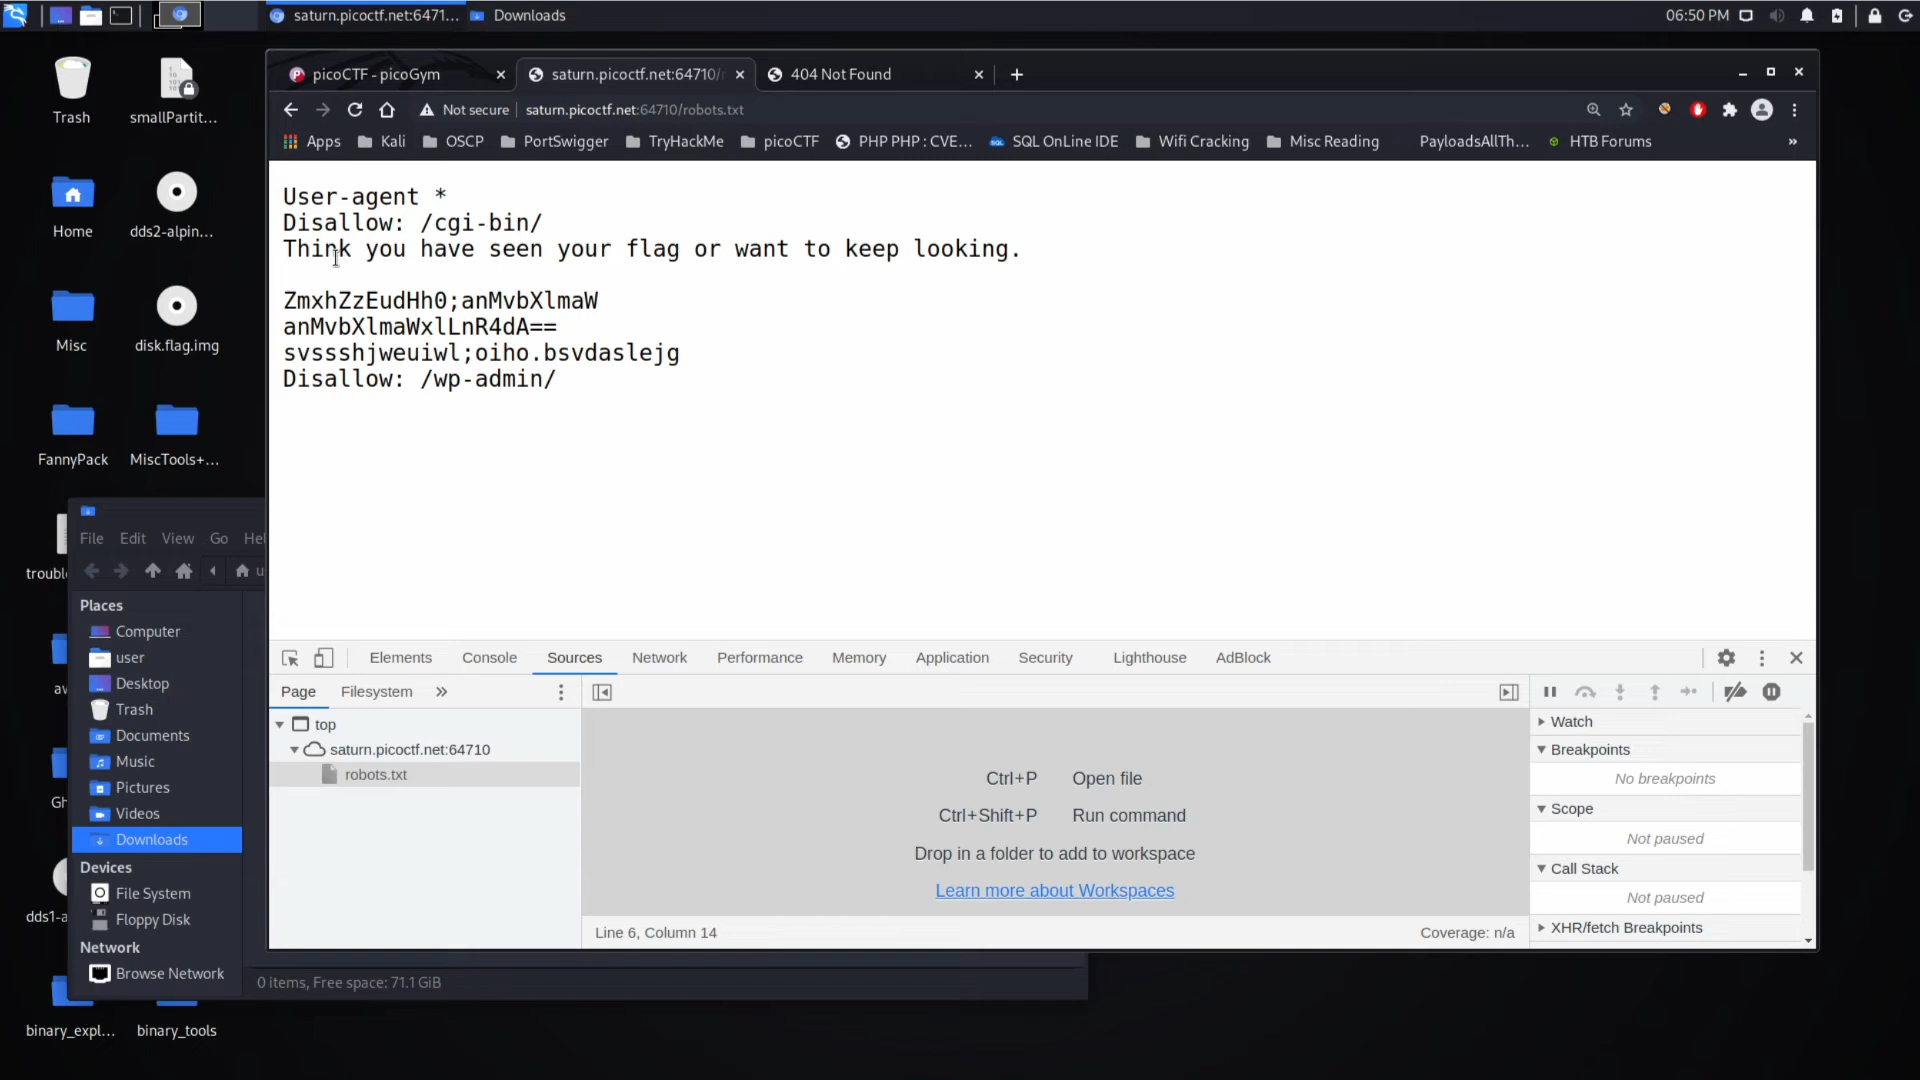 saturn.picoctf.net:6471...
Downloads
06:50 PM
Trash
smallPartit...
Home
dds2-alpin...
Misc
disk.flag.img
FannyPack
MiscTools+...
picoCTF - picoGym
saturn.picoctf.net:64710/
404 Not Found
Not secure
saturn.picoctf.net:64710/robots.txt
Apps
Kali
OSCP
PortSwigger
TryHackMe
picoCTF
PHP PHP : CVE...
SQL OnLine IDE
Wifi Cracking
Misc Reading
PayloadsAllTh...
HTB Forums
»
User-agent *
Disallow: /cgi-bin/
Think you have seen your flag or want to keep looking.
ZmxhZzEudHh0;anMvbXlmaW
anMvbXlmaWxlLnR4dA==
svssshjweuiwl;oiho.bsvdaslejg
Disallow: /wp-admin/
File Edit View Go Hel
troubl
u
Places
Computer
user
Desktop
Trash
Documents
Music
Pictures
Videos
Downloads
Devices
File System
Floppy Disk
Network
Browse Network
aw
Gh
dds1-a
0 items, Free space: 71.1 GiB
binary_expl...
binary_tools
Elements
Console
Sources
Network
Performance
Memory
Application
Security
Lighthouse
AdBlock
Page
Filesystem
»
top
saturn.picoctf.net:64710
robots.txt
Ctrl+P Open file
Ctrl+Shift+P Run command
Drop in a folder to add to workspace
Learn more about Workspaces
Line 6, Column 14
Coverage: n/a
Watch
Breakpoints
No breakpoints
Scope
Not paused
Call Stack
Not paused
XHR/fetch Breakpoints